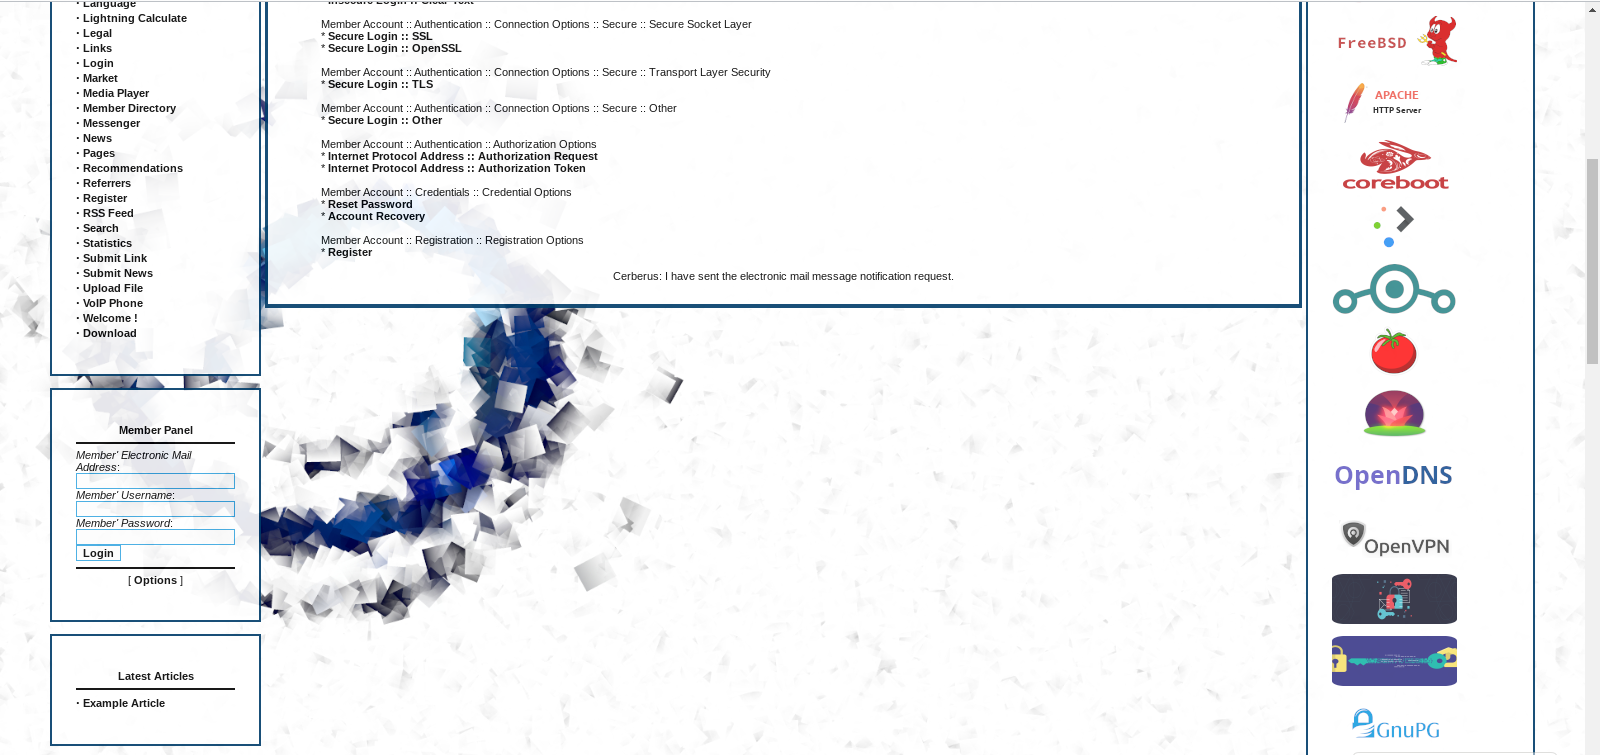 · Language
· Lightning Calculate
· Legal
· Links
· Login
· Market
· Media Player
· Member Directory
· Messenger
· News
· Pages
· Recommendations
· Referrers
· Register
· RSS Feed
· Search
· Statistics
· Submit Link
· Submit News
· Upload File
· VoIP Phone
· Welcome !
· Download
Member Panel
Member' Electronic Mail
Address:
Member' Username:
Member' Password:
Login
[ Options ]
Latest Articles
· Example Article
* Insecure Login :: Clear Text
Member Account :: Authentication :: Connection Options :: Secure :: Secure Socket Layer
* Secure Login :: SSL
* Secure Login :: OpenSSL
Member Account :: Authentication :: Connection Options :: Secure :: Transport Layer Security
* Secure Login :: TLS
Member Account :: Authentication :: Connection Options :: Secure :: Other
* Secure Login :: Other
Member Account :: Authentication :: Authorization Options
* Internet Protocol Address :: Authorization Request
* Internet Protocol Address :: Authorization Token
Member Account :: Credentials :: Credential Options
* Reset Password
* Account Recovery
Member Account :: Registration :: Registration Options
* Register
Cerberus: I have sent the electronic mail message notification request.
FreeBSD
APACHE
HTTP Server
coreboot
OpenDNS
OpenVPN
GnuPG